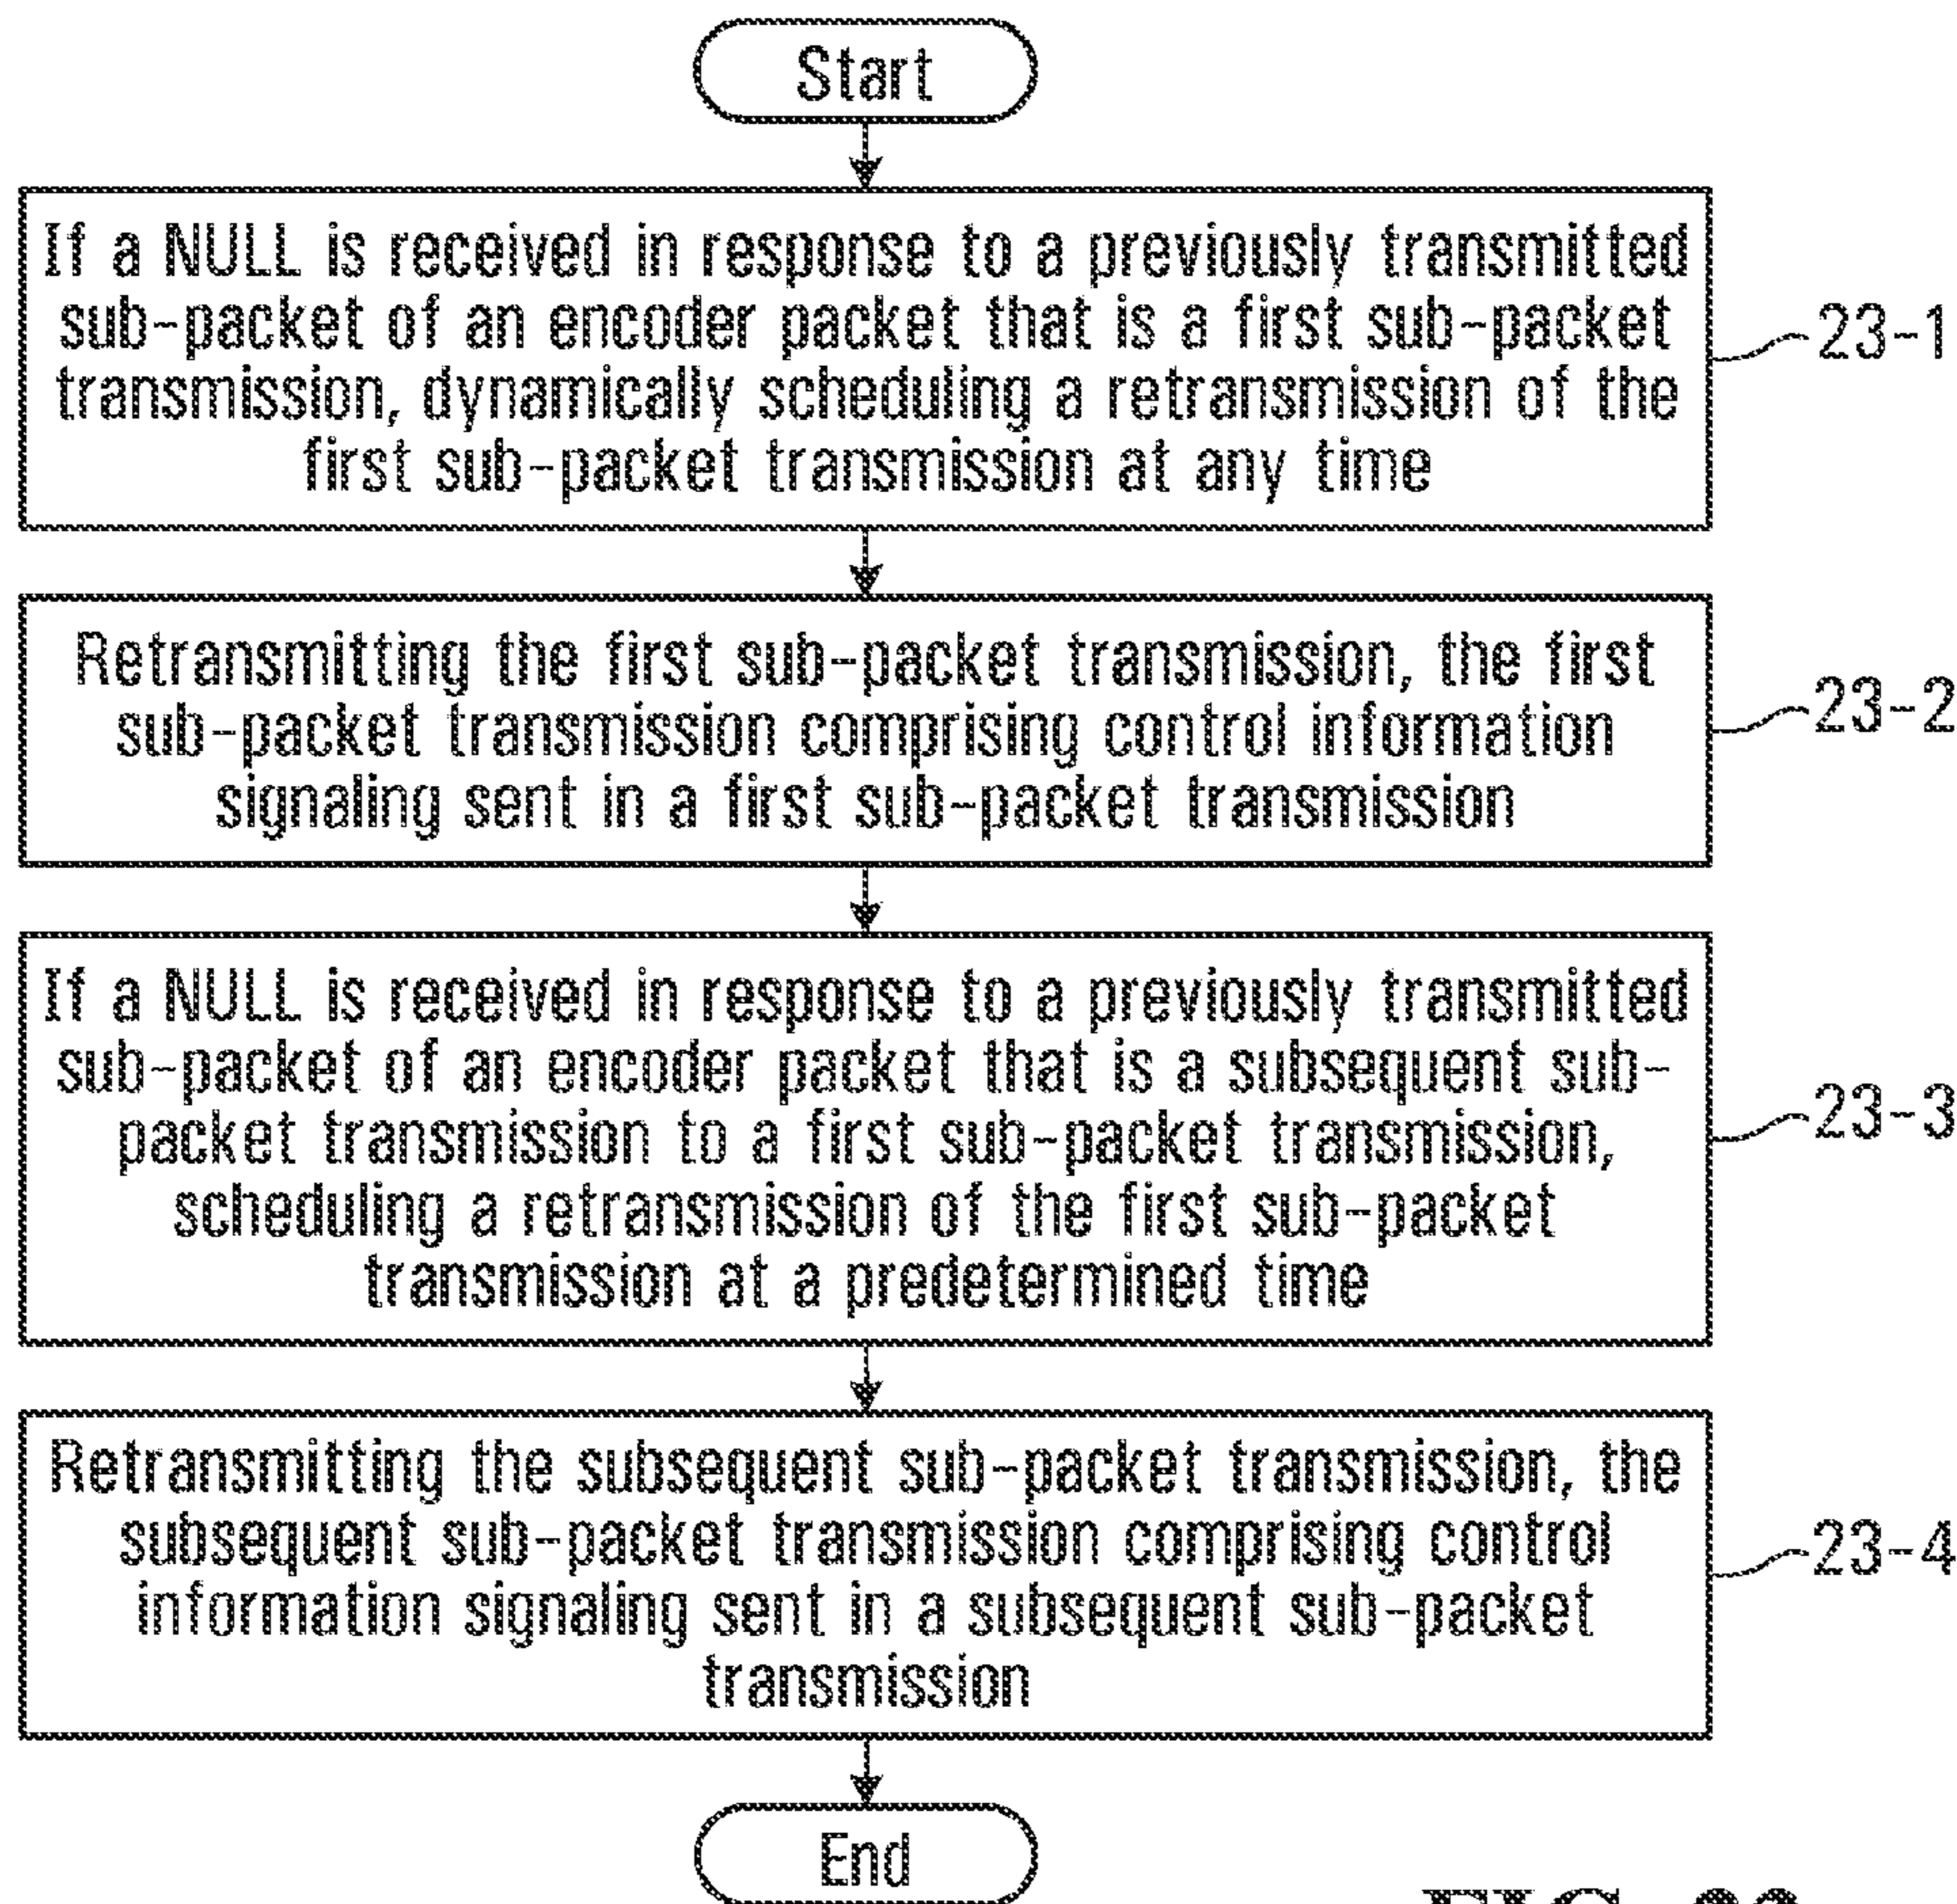 Start
If a NULL is received in response to a previously transmitted
sub-packet of an encoder packet that is a first sub-packet
transmission, dynamically scheduling a retransmission of the
first sub-packet transmission at any time
23-1
Retransmitting the first sub-packet transmission, the first
sub-packet transmission comprising control information
signaling sent in a first sub-packet transmission
23-2
If a NULL is received in response to a previously transmitted
sub-packet of an encoder packet that is a subsequent sub-
packet transmission to a first sub-packet transmission,
scheduling a retransmission of the first sub-packet
transmission at a predetermined time
23-3
Retransmitting the subsequent sub-packet transmission, the
subsequent sub-packet transmission comprising control
information signaling sent in a subsequent sub-packet
transmission
23-4
End